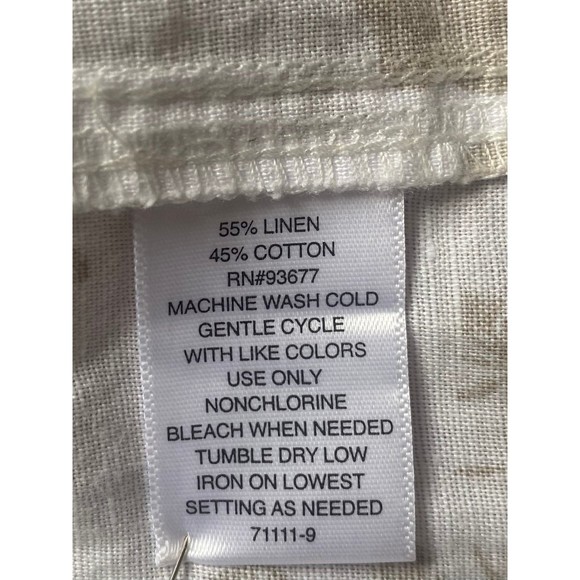 55% LINEN
45% COTTON
RN#93677
MACHINE WASH COLD
GENTLE CYCLE
WITH LIKE COLORS
USE ONLY
NONCHLORINE
BLEACH WHEN NEEDED
TUMBLE DRY LOW
IRON ON LOWEST
SETTING AS NEEDED
71111-9